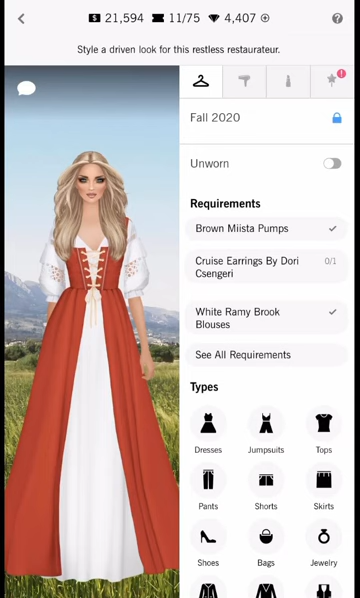 $ 21,594 11/75 4,407
?
Style a driven look for this restless restaurateur.
!
Fall 2020
Unworn
Requirements
Brown Miista Pumps
Cruise Earrings By Dori 0/1
Csengeri
White Ramy Brook
Blouses
See All Requirements
Types
Dresses Jumpsuits Tops
Pants Shorts Skirts
Shoes Bags Jewelry